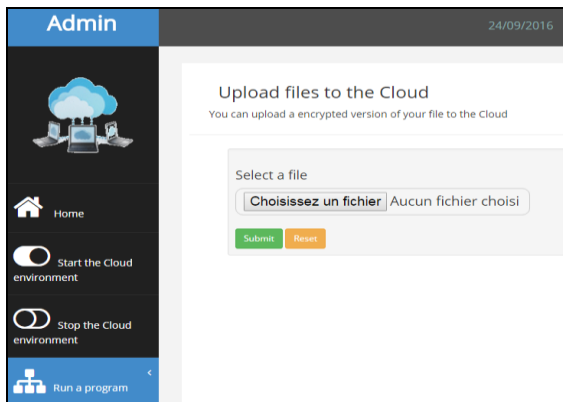 Admin
24/09/2016
Home
Start the Cloud
environment
Stop the Cloud
environment
Run a program
Upload files to the Cloud
You can upload a encrypted version of your file to the Cloud
Select a file
Choisissez un fichier Aucun fichier choisi
Submit Reset